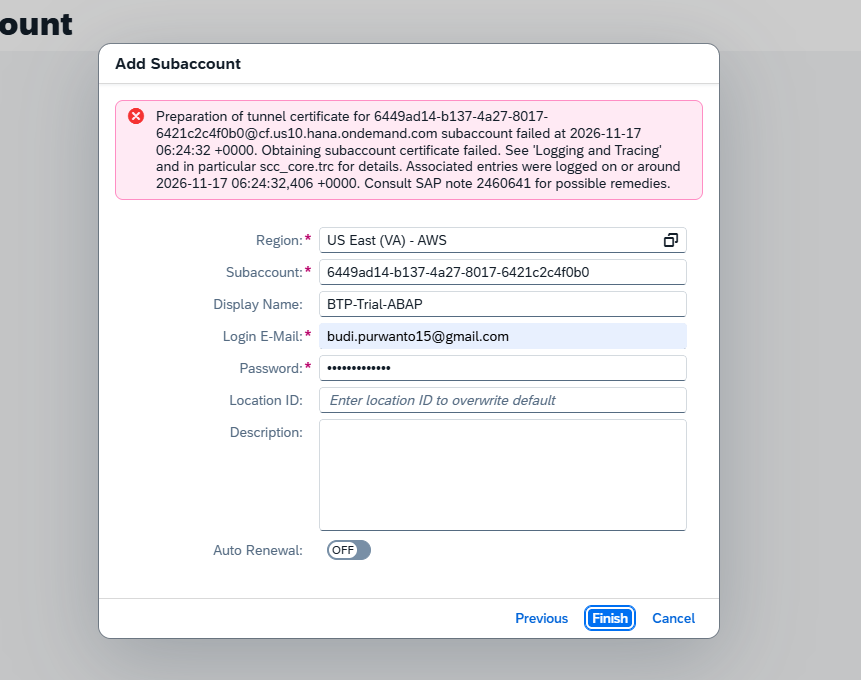 ount
Add Subaccount
Preparation of tunnel certificate for 6449ad14-b137-4a27-8017-
6421c2c4f0b0@cf.us10.hana.ondemand.com subaccount failed at 2026-11-17
06:24:32 +0000. Obtaining subaccount certificate failed. See 'Logging and Tracing'
and in particular scc_core.trc for details. Associated entries were logged on or around
2026-11-17 06:24:32,406 +0000. Consult SAP note 2460641 for possible remedies.
Region:* US East (VA) - AWS
Subaccount:* 6449ad14-b137-4a27-8017-6421c2c4f0b0
Display Name: BTP-Trial-ABAP
Login E-Mail:* budi.purwanto15@gmail.com
Password:* •••••••••••••
Location ID: Enter location ID to overwrite default
Description:
Auto Renewal: OFF
Previous Finish Cancel